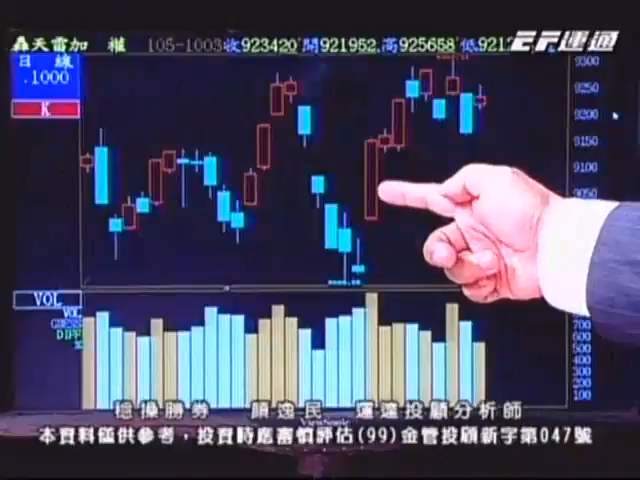 轟天雷加 權 105-1003收923420'開921952,高925658'低9212
EF運通
日 線
.1000
K
9300
9250
9200
9150
9100
9050
VOL
VOL
700
600
500
400
300
200
100
穩操勝券 顏逸民 運達投顧分析師
ViewSonic
本資料僅供參考，投資時應審慎評估(99)金管投顧新字第047號